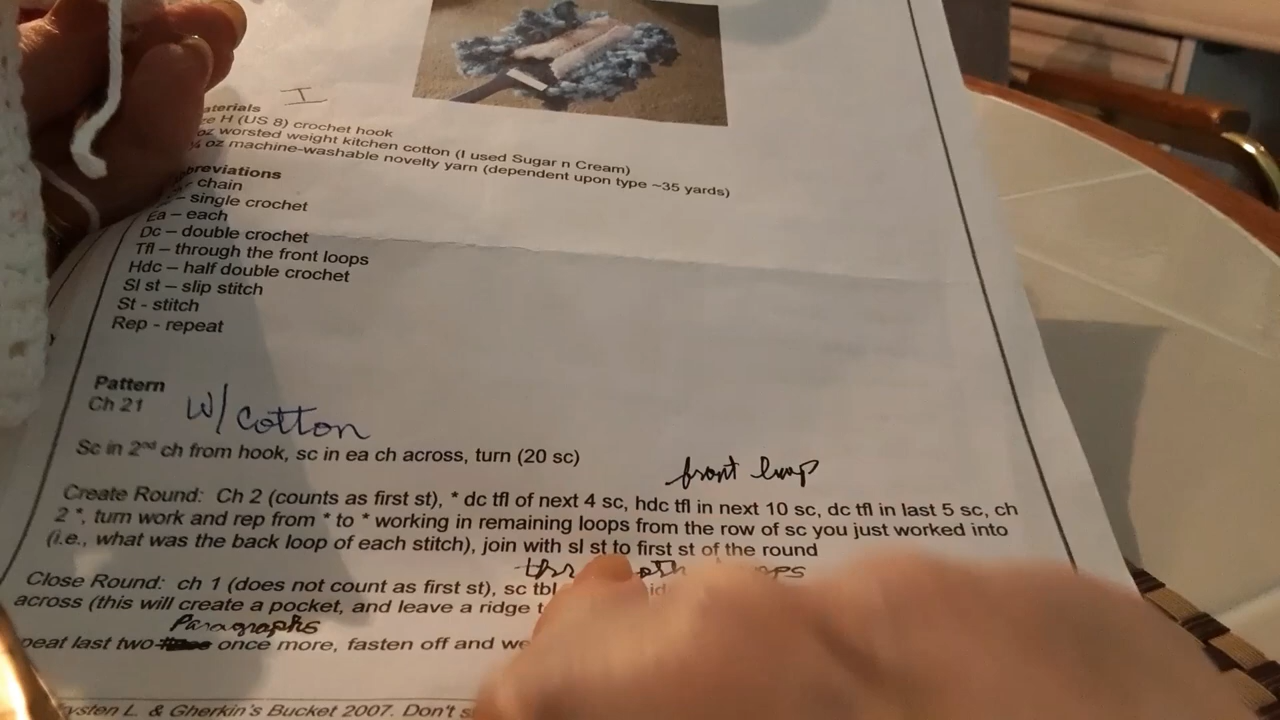 I
H (US 8) crochet hook
oz worsted weight kitchen cotton (I used Sugar n Cream)
oz machine-washable novelty yarn (dependent upon type ~35 yards)
chain
– single crochet
Ea – each
Dc – double crochet
Tfl – through the front loops
Hdc – half double crochet
Sl st – slip stitch
St - stitch
Rep - repeat
Pattern
Ch 21 W/ Cotton
Sc in 2nd ch from hook, sc in ea ch across, turn (20 sc)
front loop
Create Round: Ch 2 (counts as first st), * dc tfl of next 4 sc, hdc tfl in next 10 sc, dc tfl in last 5 sc, ch
2 *, turn work and rep from * to * working in remaining loops from the row of sc you just worked into
(i.e., what was the back loop of each stitch), join with sl st to first st of the round
Close Round: ch 1 (does not count as first st), sc tbl
across (this will create a pocket, and leave a ridge
Paragraphs
last two once more, fasten off and
L. & Gherkin's Bucket 2007. Don't